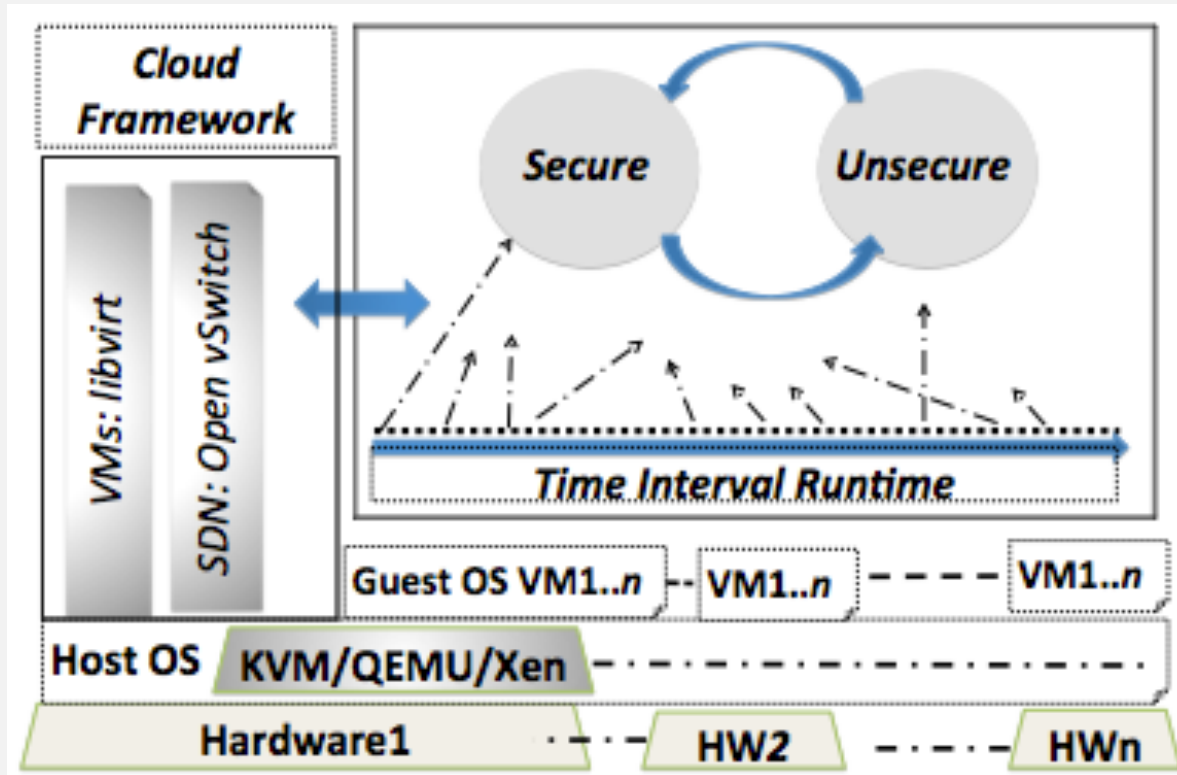 Cloud
Framework
Secure
Unsecure
VMs: libvirt
SDN: Open vSwitch
Time Interval Runtime
Guest OS VM1..n
VM1..n
VM1..n
Host OS
KVM/QEMU/Xen
Hardware1
HW2
HWn